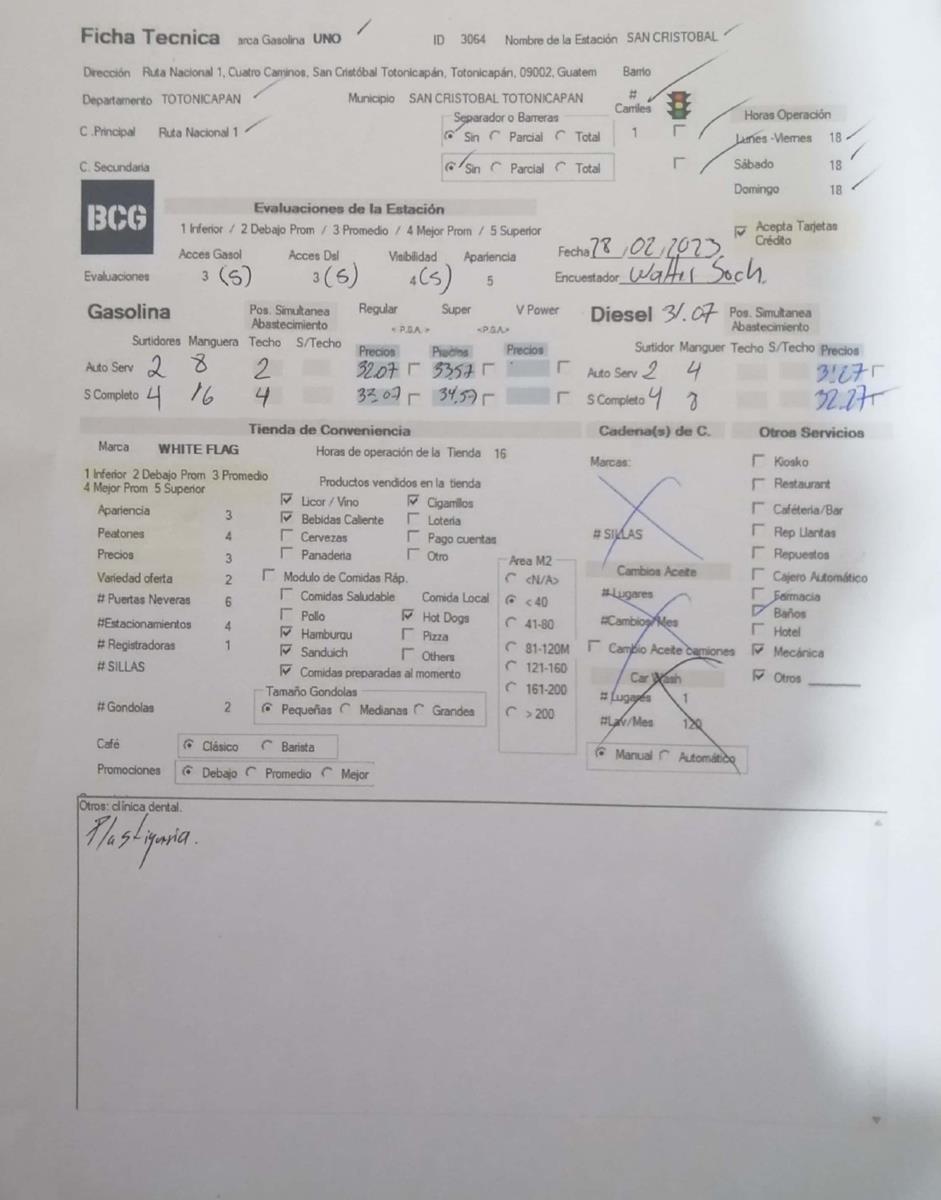 Ficha Tecnica arca Gasolina UNO ID 3064 Nombre de la Estación SAN CRISTOBAL
Dirección Ruta Nacional 1, Cuatro Caminos, San Cristóbal Totonicapán, Totonicapán, 09002, Guatem Barrio
Departamento TOTONICAPAN Municipio SAN CRISTOBAL TOTONICAPAN # Carriles
Separador o Barreras Horas Operación
C .Principal Ruta Nacional 1 Sin Parcial Total 1 Lunes -Viernes 18
C. Secundaria Sin Parcial Total Sábado 18
Domingo 18
BCG
Evaluaciones de la Estación
1 Inferior / 2 Debajo Prom / 3 Promedio / 4 Mejor Prom / 5 Superior
Acepta Tarjetas Crédito
Acces Gasol Acces Dsl Visibilidad Apariencia Fecha 28/02/2023
Evaluaciones 3 (5) 3 (5) 4 (5) 5 Encuestador Walter Soch.
Gasolina Pos. Simultanea Abastecimiento Regular Super V Power Diesel 31.07 Pos. Simultanea Abastecimiento
< P.S.A. > <P.S.A>
Surtidores Manguera Techo S/Techo Precios Precios Precios Surtidor Manguer Techo S/Techo Precios
Auto Serv 2 8 2 32.07 33.57 Auto Serv 2 4
S Completo 4 16 4 33.07 34.57 S Completo 4 8 32.27
Tienda de Conveniencia Cadena(s) de C. Otros Servicios
Marca WHITE FLAG Horas de operación de la Tienda 16 Marcas: Kiosko
1 Inferior 2 Debajo Prom 3 Promedio
4 Mejor Prom 5 Superior Productos vendidos en la tienda Restaurant
Licor / Vino Cigarrillos
Apariencia 3 Bebidas Caliente Loteria Caféteria/Bar
Peatones 4 Cervezas Pago cuentas # SILLAS Rep Llantas
Precios 3 Panaderia Otro Area M2 Repuestos
Variedad oferta 2 Modulo de Comidas Ráp. <N/A> Cambios Aceite Cajero Automático
# Puertas Neveras 6 Comidas Saludable Comida Local < 40 #Lugares Farmacia
#Estacionamientos 4 Pollo Hot Dogs 41-80 #Cambios/Mes Baños
Hamburgu Pizza Hotel
# Registradoras 1 Sanduich Others 81-120M Cambio Aceite camiones Mecánica
# SILLAS Comidas preparadas al momento 121-160 Car Wash Otros
Tamaño Gondolas 161-200 # Lugares 1
# Gondolas 2 Pequeñas Medianas Grandes > 200 #Lav/Mes 120
Café Clásico Barista Manual Automático
Promociones Debajo Promedio Mejor
Otros: clínica dental.